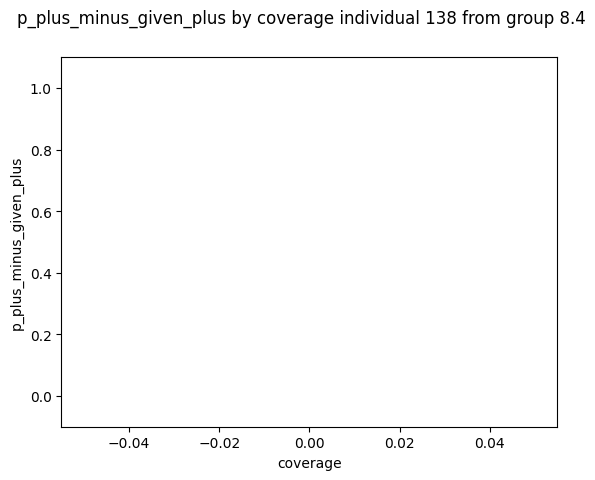 p_plus_minus_given_plus by coverage individual 138 from group 8.4
1.0
0.8
0.6
0.4
0.2
0.0
p_plus_minus_given_plus
−0.04 −0.02 0.00 0.02 0.04
coverage